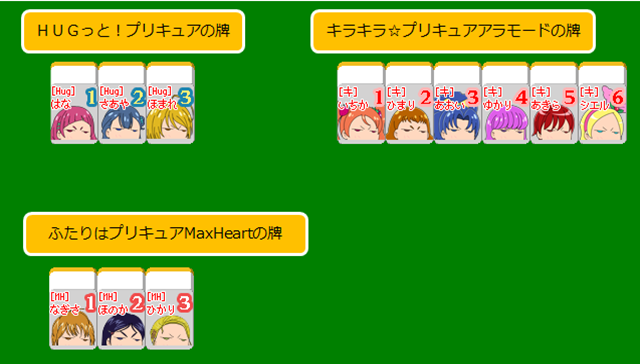 ＨＵＧっと！プリキュアの牌
キラキラ☆プリキュアアラモードの牌
[Hug] はな 1
[Hug] さあや 2
[Hug] ほまれ 3
[キ] いちか 1
[キ] ひまり 2
[キ] あおい 3
[キ] ゆかり 4
[キ] あきら 5
[キ] シエル 6
ふたりはプリキュアMaxHeartの牌
[MH] なぎさ 1
[MH] ほのか 2
[MH] ひかり 3